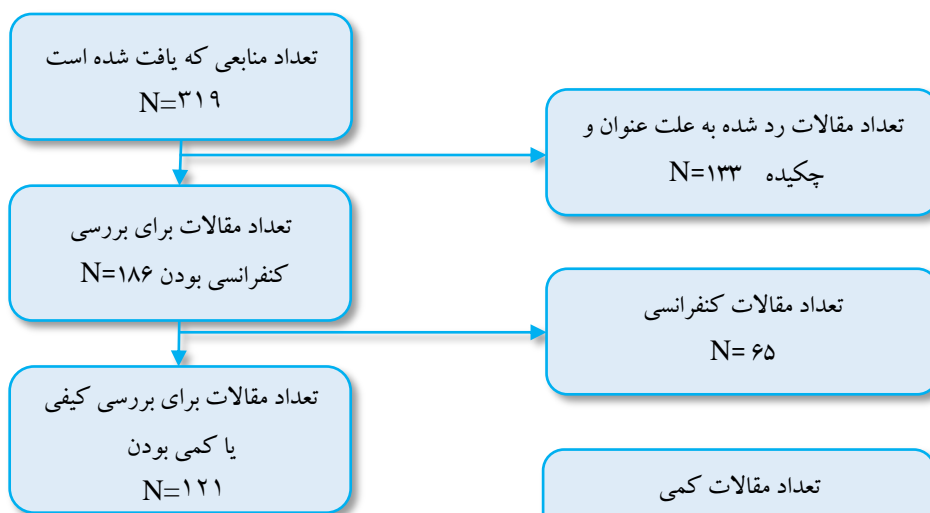 تعداد منابعی که یافت شده است
N=۳۱۹
تعداد مقالات رد شده به علت عنوان و
چکیده N=۱۳۳
تعداد مقالات برای بررسی
کنفرانسی بودن N=۱۸۶
تعداد مقالات کنفرانسی
N= ۶۵
تعداد مقالات برای بررسی کیفی
یا کمی بودن
N=۱۲۱
تعداد مقالات کمی